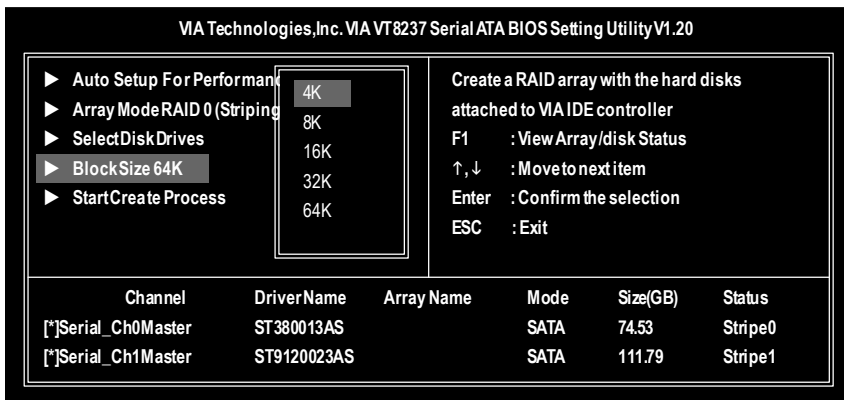 VIA Technologies,Inc. VIA VT8237 Serial ATA BIOS Setting Utility V1.20
▶ Auto Setup For Performanc
▶ Array Mode RAID 0 (Striping
▶ Select Disk Drives
▶ Block Size 64K
▶ Start Create Process
4K
8K
16K
32K
64K
Create a RAID array with the hard disks
attached to VIA IDE controller
F1 : View Array/disk Status
↑,↓ : Move to next item
Enter : Confirm the selection
ESC : Exit
Channel Driver Name Array Name Mode Size(GB) Status
[*]Serial_Ch0 Master ST380013AS SATA 74.53 Stripe0
[*]Serial_Ch1 Master ST9120023AS SATA 111.79 Stripe1